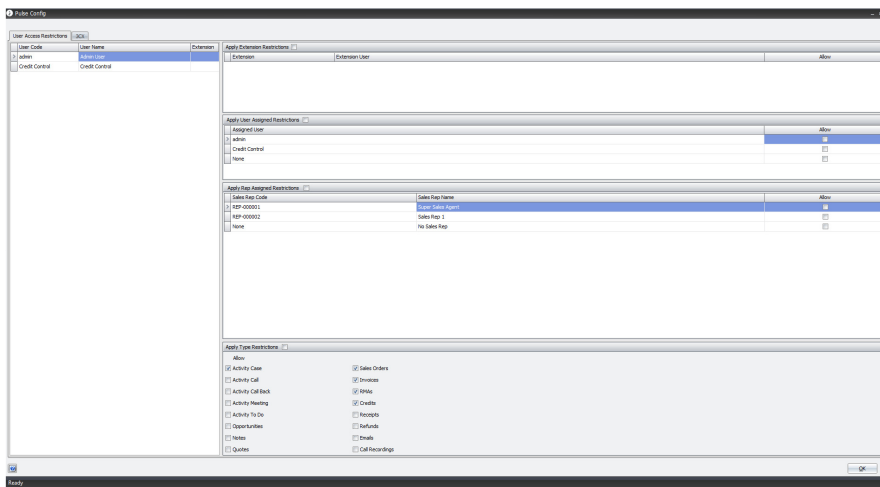 Pulse Config
User Access Restrictions 3CX
User Code User Name Extension
admin Admin User
Credit Control Credit Control
Apply Extension Restrictions
Extension Extension User Allow
Apply User Assigned Restrictions
Assigned User Allow
admin
Credit Control
None
Apply Rep Assigned Restrictions
Sales Rep Code Sales Rep Name Allow
REP-000001 Super Sales Agent
REP-000002 Sales Rep 1
None No Sales Rep
Apply Type Restrictions
Allow
Activity Case Sales Orders
Activity Call Invoices
Activity Call Back RMAs
Activity Meeting Credits
Activity To Do Receipts
Opportunities Refunds
Notes Emails
Quotes Call Recordings
OK
Ready